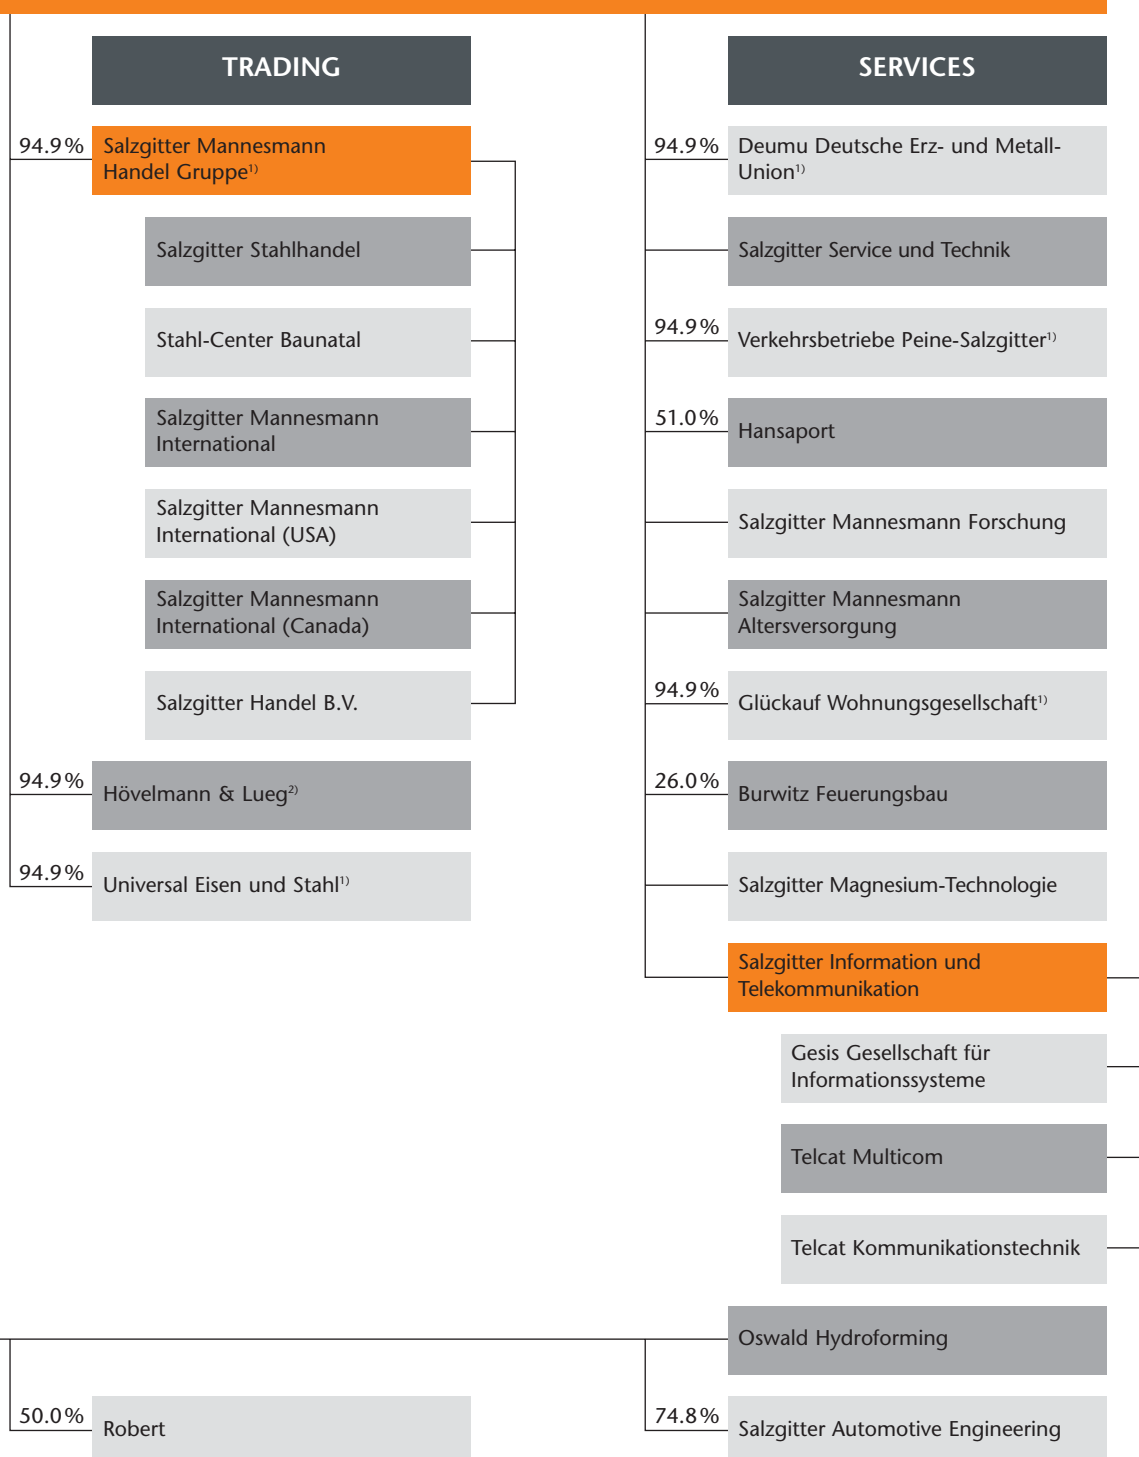 TRADING
94.9% Salzgitter Mannesmann
Handel Gruppe¹⁾
Salzgitter Stahlhandel
Stahl-Center Baunatal
Salzgitter Mannesmann
International
Salzgitter Mannesmann
International (USA)
Salzgitter Mannesmann
International (Canada)
Salzgitter Handel B.V.
94.9% Hövelmann & Lueg²⁾
94.9% Universal Eisen und Stahl¹⁾
SERVICES
94.9% Deumu Deutsche Erz- und Metall-
Union¹⁾
Salzgitter Service und Technik
94.9% Verkehrsbetriebe Peine-Salzgitter¹⁾
51.0% Hansaport
Salzgitter Mannesmann Forschung
Salzgitter Mannesmann
Altersversorgung
94.9% Glückauf Wohnungsgesellschaft¹⁾
26.0% Burwitz Feuerungsbau
Salzgitter Magnesium-Technologie
Salzgitter Information und
Telekommunikation
Gesis Gesellschaft für
Informationssysteme
Telcat Multicom
Telcat Kommunikationstechnik
Oswald Hydroforming
50.0% Robert
74.8% Salzgitter Automotive Engineering